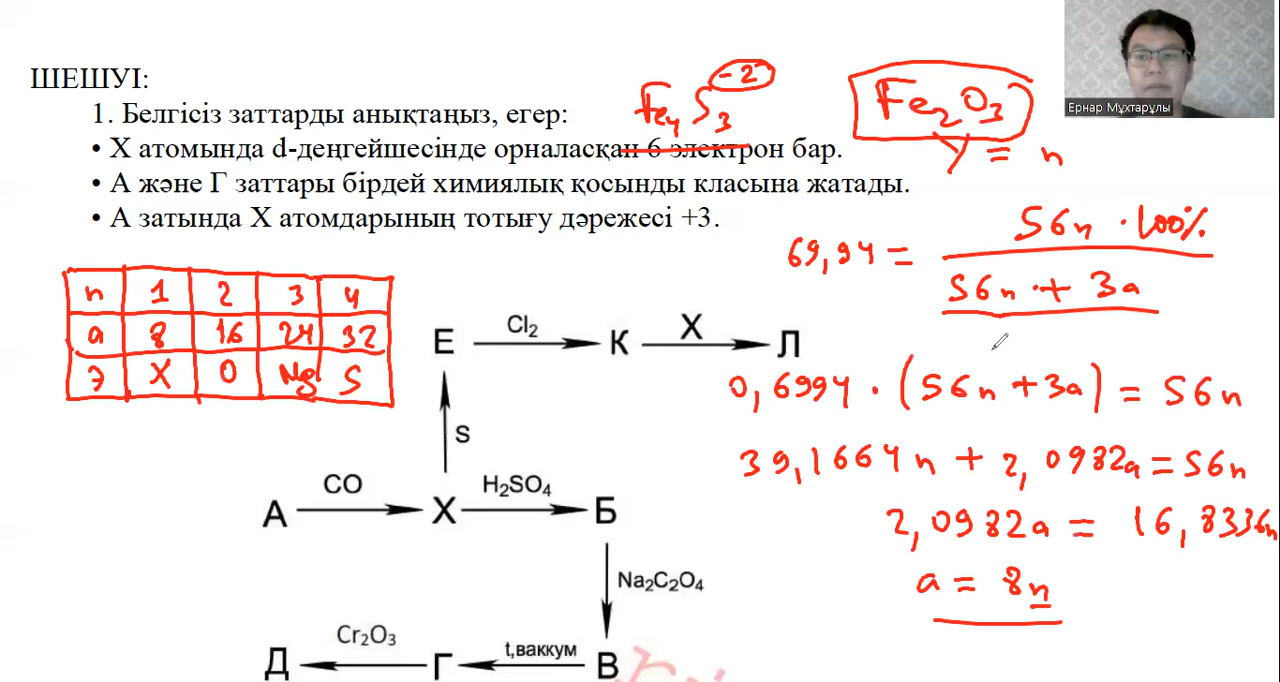 ШЕШУІ:
1. Белгісіз заттарды анықтаңыз, егер:
• X атомында d-деңгейшесінде орналасқан 6 электрон бар.
• А және Г заттары бірдей химиялық қосынды класына жатады.
• А затында X атомдарының тотығу дәрежесі +3.
Fe4 S3 -2
Fe2O3
y = n
Ернар Мұхтарұлы
69,94 = 56n · 100%
56n + 3a
n 1 2 3 4
a 8 16 24 32
Э X O Mg S
E Cl2 К X Л
0,6994 · (56n + 3a) = 56n
S
39,1664n + 2,0982a = 56n
А CO X H2SO4 Б
2,0982a = 16,8336n
Na2C2O4
a = 8n
Д Cr2O3 Г t,ваккум В